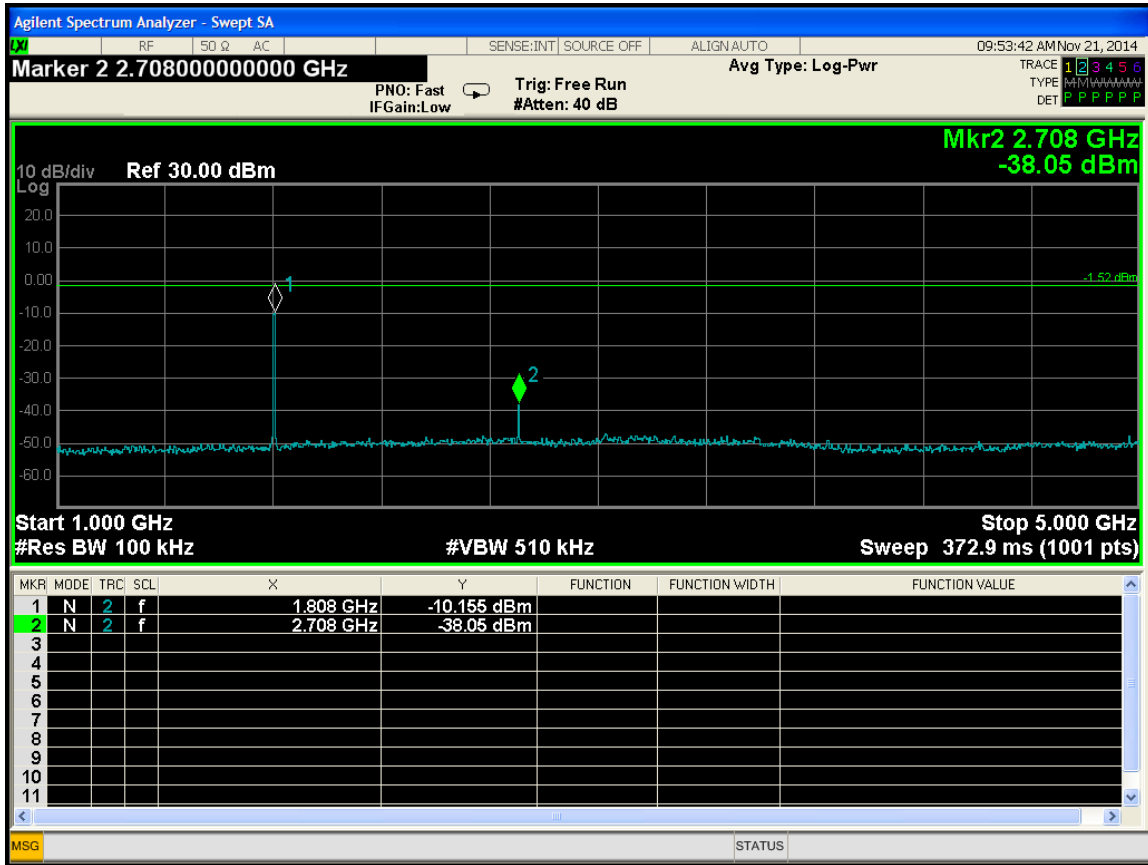 Agilent Spectrum Analyzer - Swept SA
LXI RF 50 Ω AC SENSE:INT SOURCE OFF ALIGN AUTO 09:53:42 AM Nov 21, 2014
Marker 2 2.708000000000 GHz Avg Type: Log-Pwr TRACE 1 2 3 4 5 6
PNO: Fast Trig: Free Run TYPE M M W W W W
IFGain:Low #Atten: 40 dB DET P P P P P P
Mkr2 2.708 GHz
10 dB/div Ref 30.00 dBm -38.05 dBm
Log
20.0
10.0
0.00 1 -1.52 dBm
-10.0
-20.0
-30.0 2
-40.0
-50.0
-60.0
Start 1.000 GHz Stop 5.000 GHz
#Res BW 100 kHz #VBW 510 kHz Sweep 372.9 ms (1001 pts)
MKR MODE TRC SCL X Y FUNCTION FUNCTION WIDTH FUNCTION VALUE
1 N 2 f 1.808 GHz -10.155 dBm
2 N 2 f 2.708 GHz -38.05 dBm
3
4
5
6
7
8
9
10
11
MSG STATUS